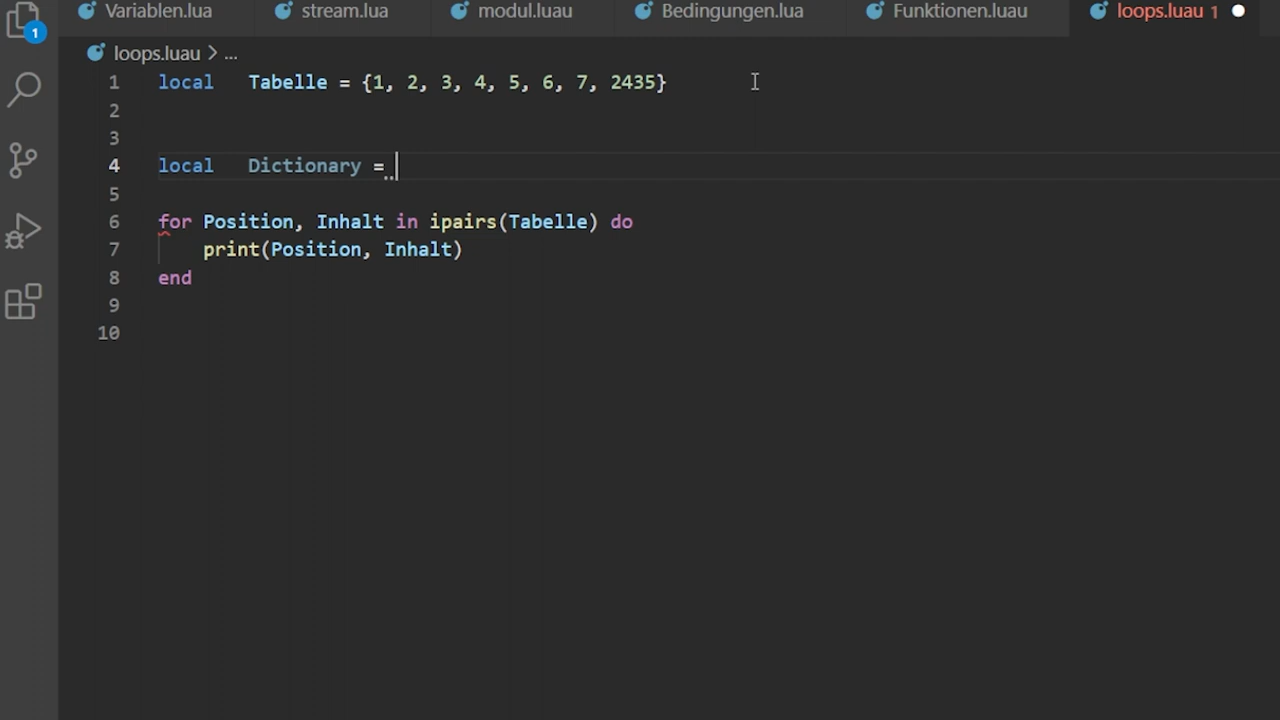 Variablen.lua stream.lua modul.luau Bedingungen.lua Funktionen.luau loops.luau 1
1
loops.luau > ...
1 local Tabelle = {1, 2, 3, 4, 5, 6, 7, 2435}
2
3
4 local Dictionary =
5
6 for Position, Inhalt in ipairs(Tabelle) do
7 print(Position, Inhalt)
8 end
9
10